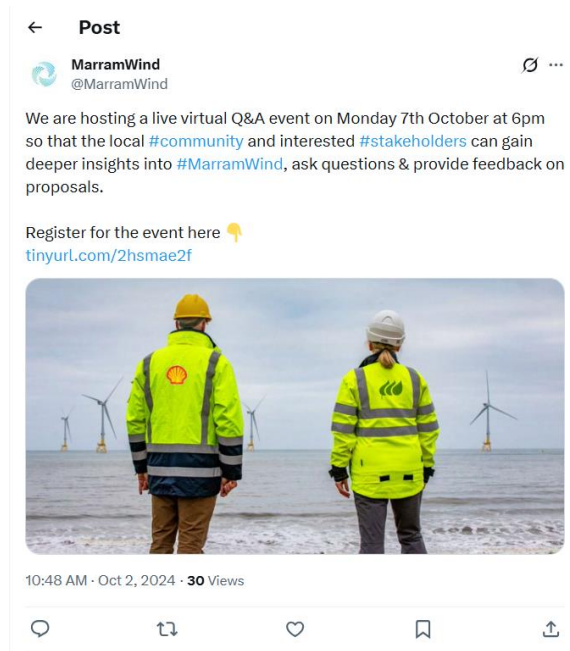 Post
MarramWind
@MarramWind
We are hosting a live virtual Q&A event on Monday 7th October at 6pm
so that the local #community and interested #stakeholders can gain
deeper insights into #MarramWind, ask questions & provide feedback on
proposals.
Register for the event here 👇
tinyurl.com/2hsmae2f
10:48 AM · Oct 2, 2024 · 30 Views